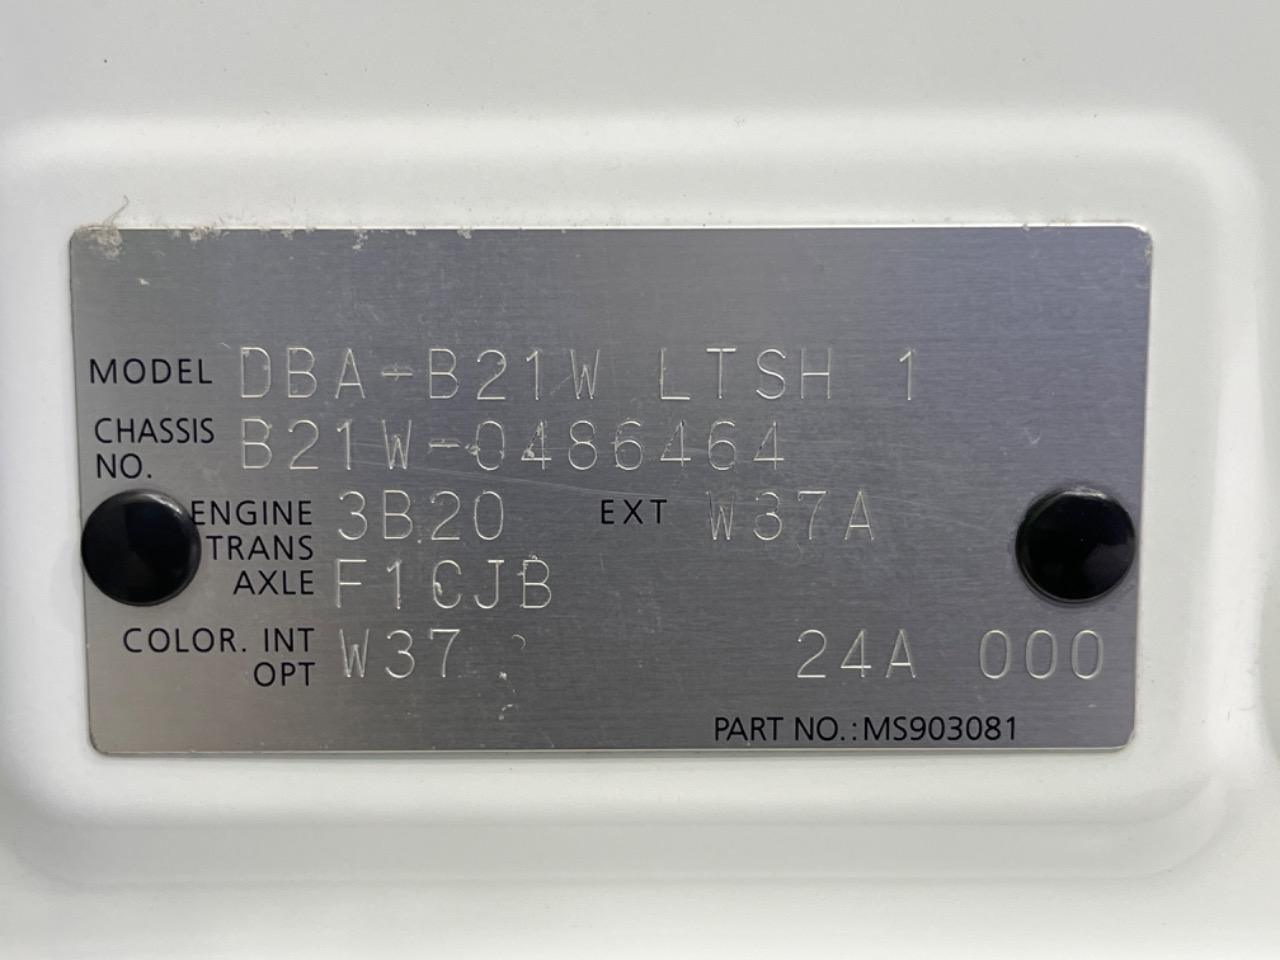 MODEL DBA-B21W LTSH 1
CHASSIS NO. B21W-0486464
ENGINE 3B20 EXT W37A
TRANS AXLE F1CJB
COLOR. INT OPT W37 24A 000
PART NO.:MS903081